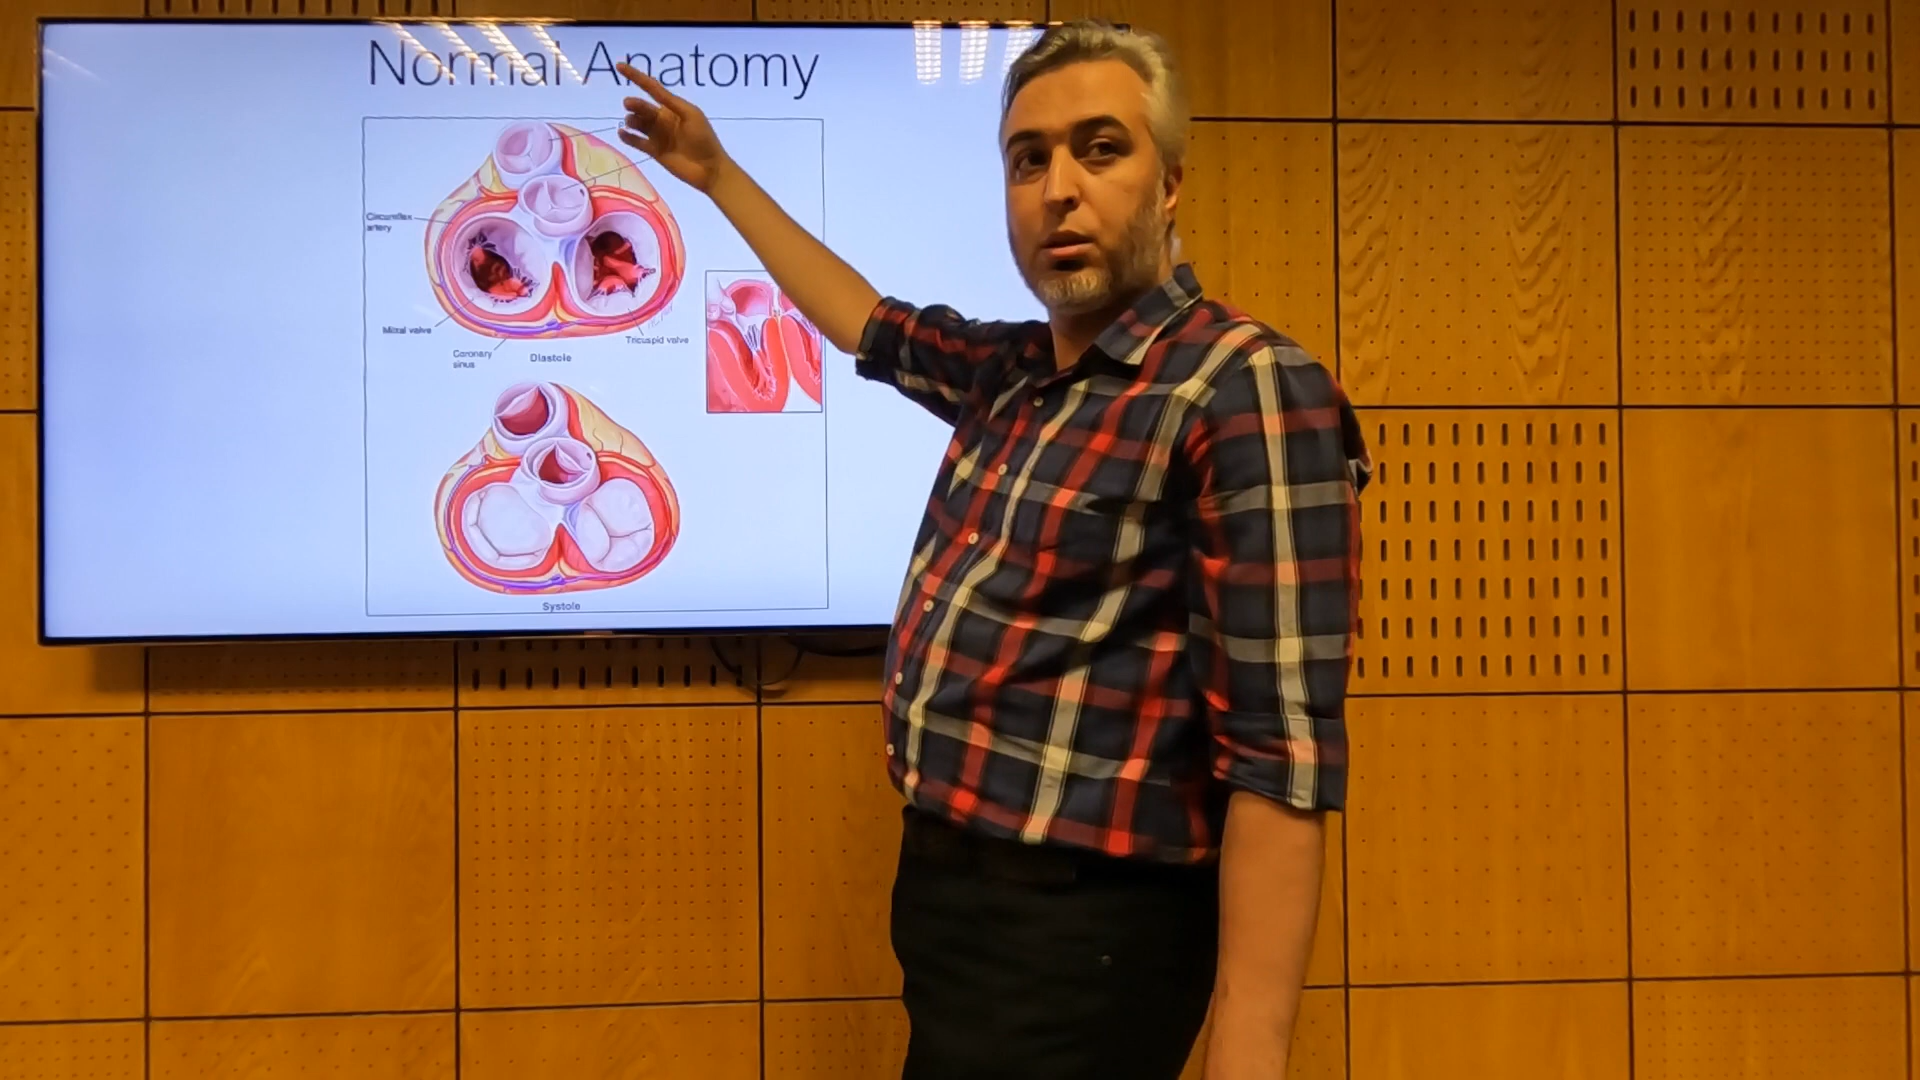 Normal Anatomy
Circumflex
artery
Mitral valve
Coronary
sinus
Diastole
Tricuspid valve
Systole